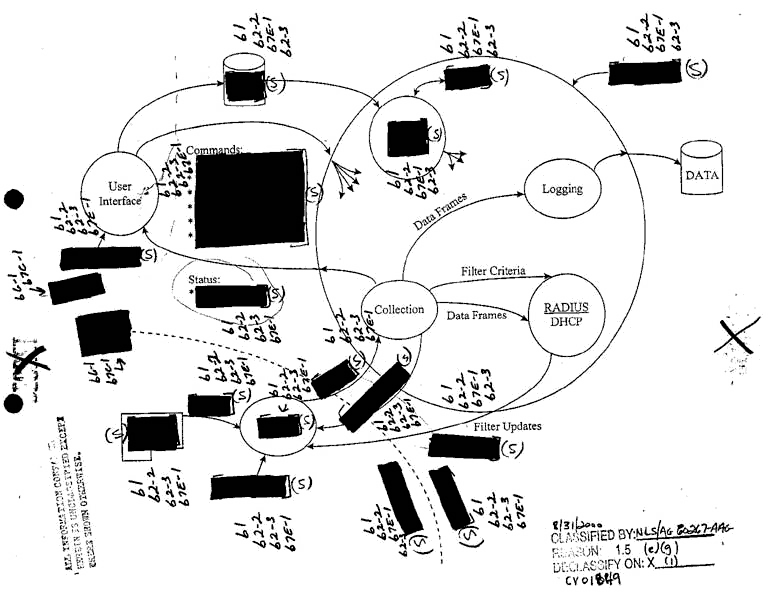 b1
b2-2
b7E-1
b2-3
(S)
b1
b2-2
b7E-1
b2-3
(S)
b1
b2-2
b7E-1
b2-3
(S)
(S)
b1
b2-2
b7E-1
b2-3
Commands:
*
*
*
*
(S)
b1
b2-2
b2-3
b7E-1
User
Interface
b1
b2-2
b2-3
b7E-1
(S)
b6-1
b7C-1
Logging
DATA
Data Frames
Status:
*
(S)
b1
b2-2
b2-3
b7E-1
Collection
Filter Criteria
Data Frames
RADIUS
DHCP
b1
b2-2
b2-3
b7E-1
b6-1
b7C-1
b1
b2-2
b2-3
b7E-1
(S)
(S)
(S)
b1
b2-2
b2-3
b7E-1
(S)
b1
b2-2
b2-3
b7E-1
b1
b2-2
b7E-1
b2-3
Filter Updates
(S)
(S)
b1
b2-2
b2-3
b7E-1
(S)
b1
b2-2
b2-3
b7E-1
b1
b2-2
b7E-1
b2-3
(S)
b1
b2-2
b2-3
b7E-1
(S)
ALL INFORMATION
HEREIN IS UNCLASSIFIED EXCEPT
WHERE SHOWN OTHERWISE.
8/31/2000
CLASSIFIED BY: NLS/AG 60267-AAG
REASON: 1.5 (c)(g)
DECLASSIFY ON: X (1)
CV 01849